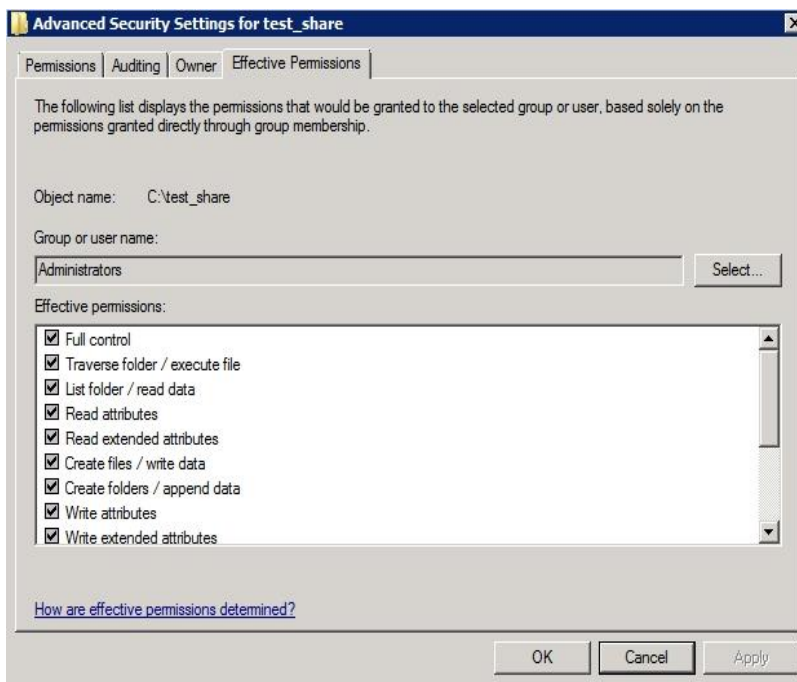 Advanced Security Settings for test_share
Permissions Auditing Owner Effective Permissions
The following list displays the permissions that would be granted to the selected group or user, based solely on the
permissions granted directly through group membership.
Object name: C:\test_share
Group or user name:
Administrators Select...
Effective permissions:
Full control
Traverse folder / execute file
List folder / read data
Read attributes
Read extended attributes
Create files / write data
Create folders / append data
Write attributes
Write extended attributes
How are effective permissions determined?
OK Cancel Apply